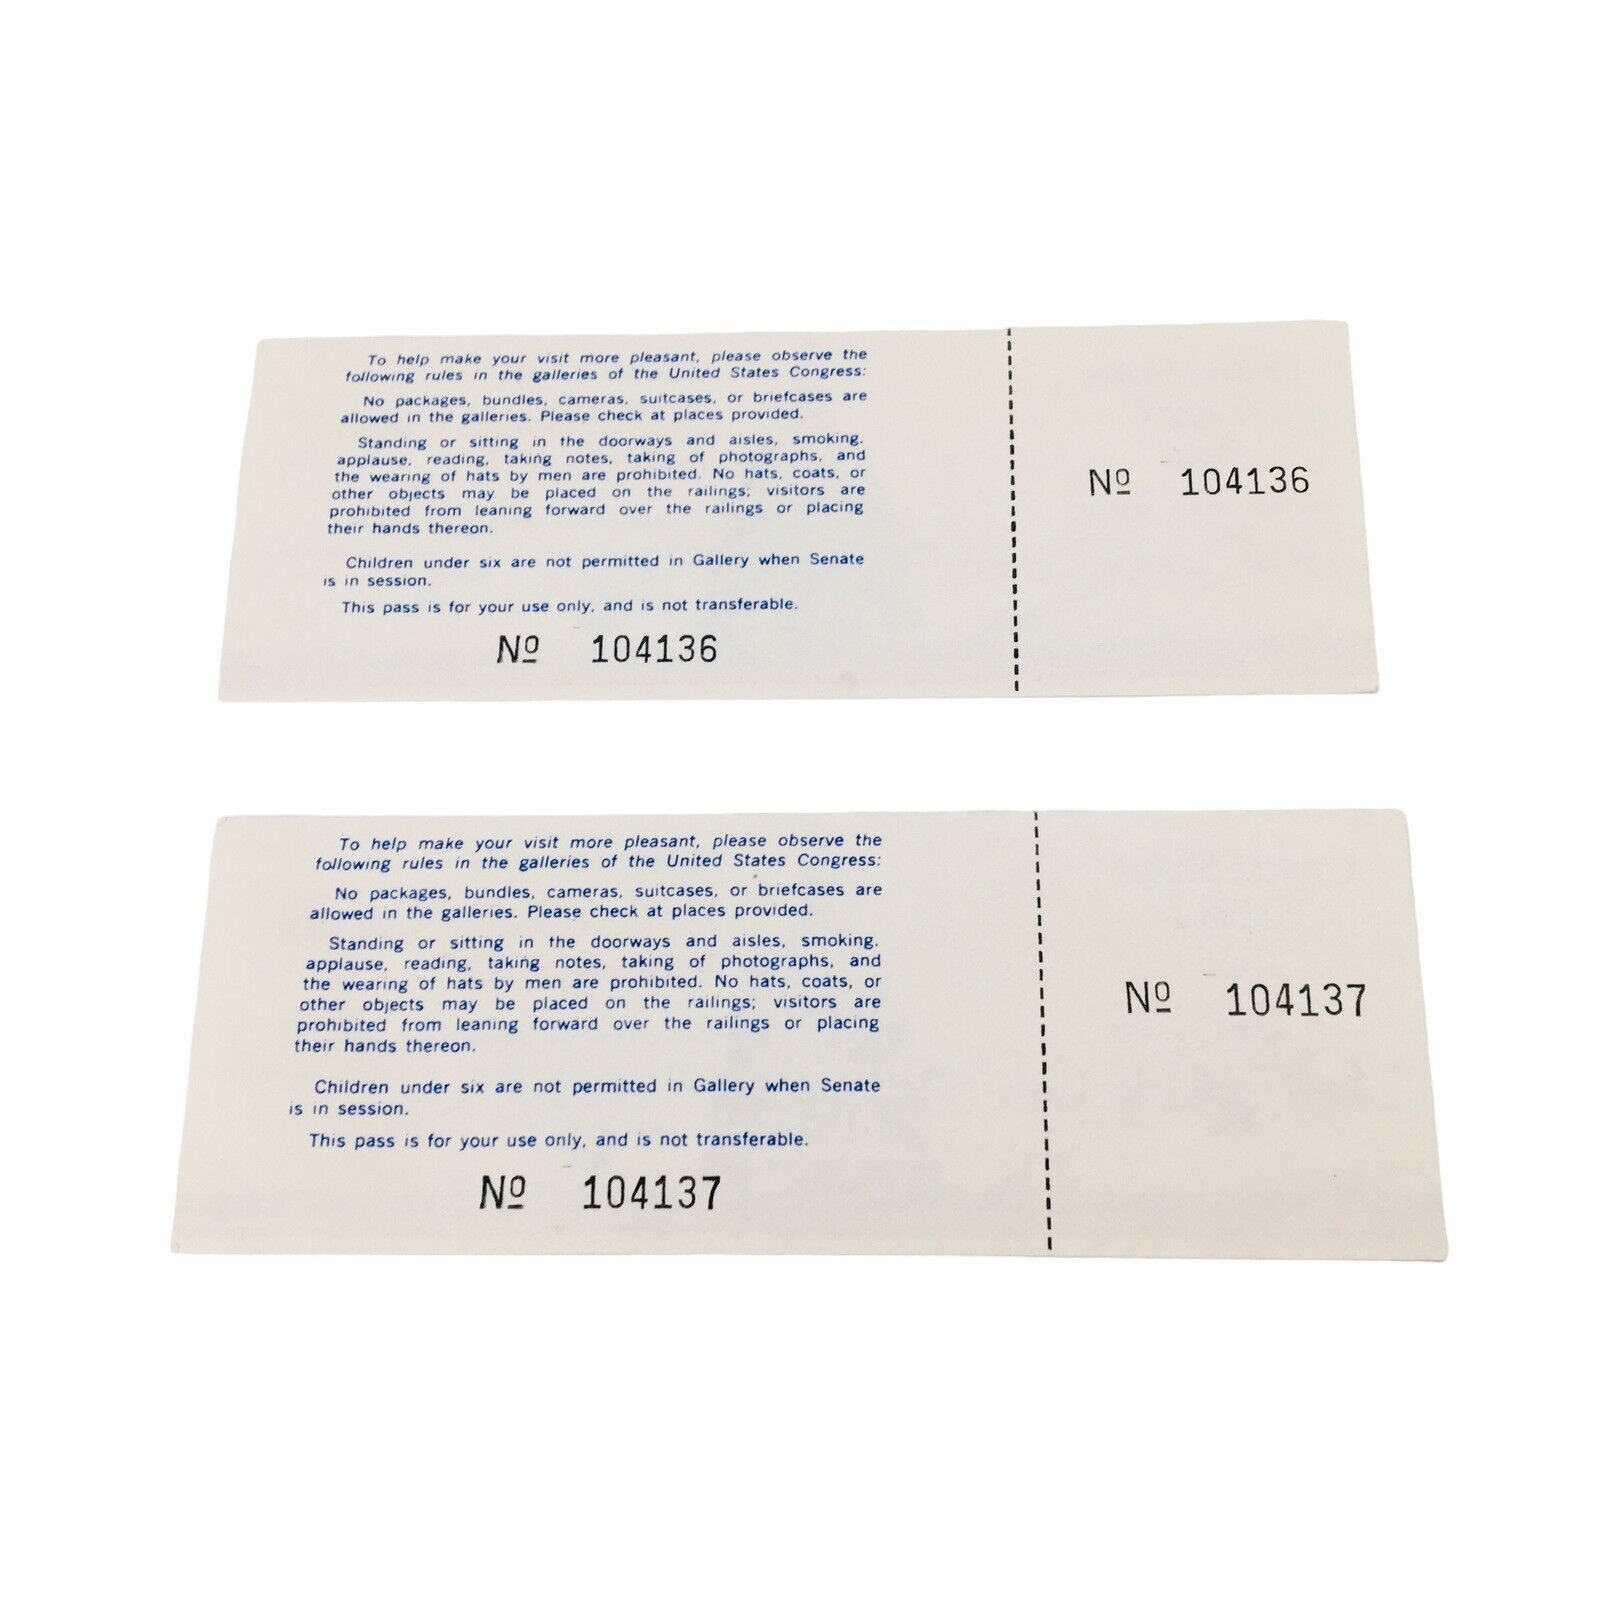 To help make your visit more pleasant, please observe the
following rules in the galleries of the United States Congress:
No packages, bundles, cameras, suitcases, or briefcases are
allowed in the galleries. Please check at places provided.
Standing or sitting in the doorways and aisles, smoking,
applause, reading, taking notes, taking of photographs, and
the wearing of hats by men are prohibited. No hats, coats, or
other objects may be placed on the railings; visitors are
prohibited from leaning forward over the railings or placing
their hands thereon.
Children under six are not permitted in Gallery when Senate
is in session.
This pass is for your use only, and is not transferable.
Nº 104136
Nº 104136
To help make your visit more pleasant, please observe the
following rules in the galleries of the United States Congress:
No packages, bundles, cameras, suitcases, or briefcases are
allowed in the galleries. Please check at places provided.
Standing or sitting in the doorways and aisles, smoking,
applause, reading, taking notes, taking of photographs, and
the wearing of hats by men are prohibited. No hats, coats, or
other objects may be placed on the railings; visitors are
prohibited from leaning forward over the railings or placing
their hands thereon.
Children under six are not permitted in Gallery when Senate
is in session.
This pass is for your use only, and is not transferable.
Nº 104137
Nº 104137